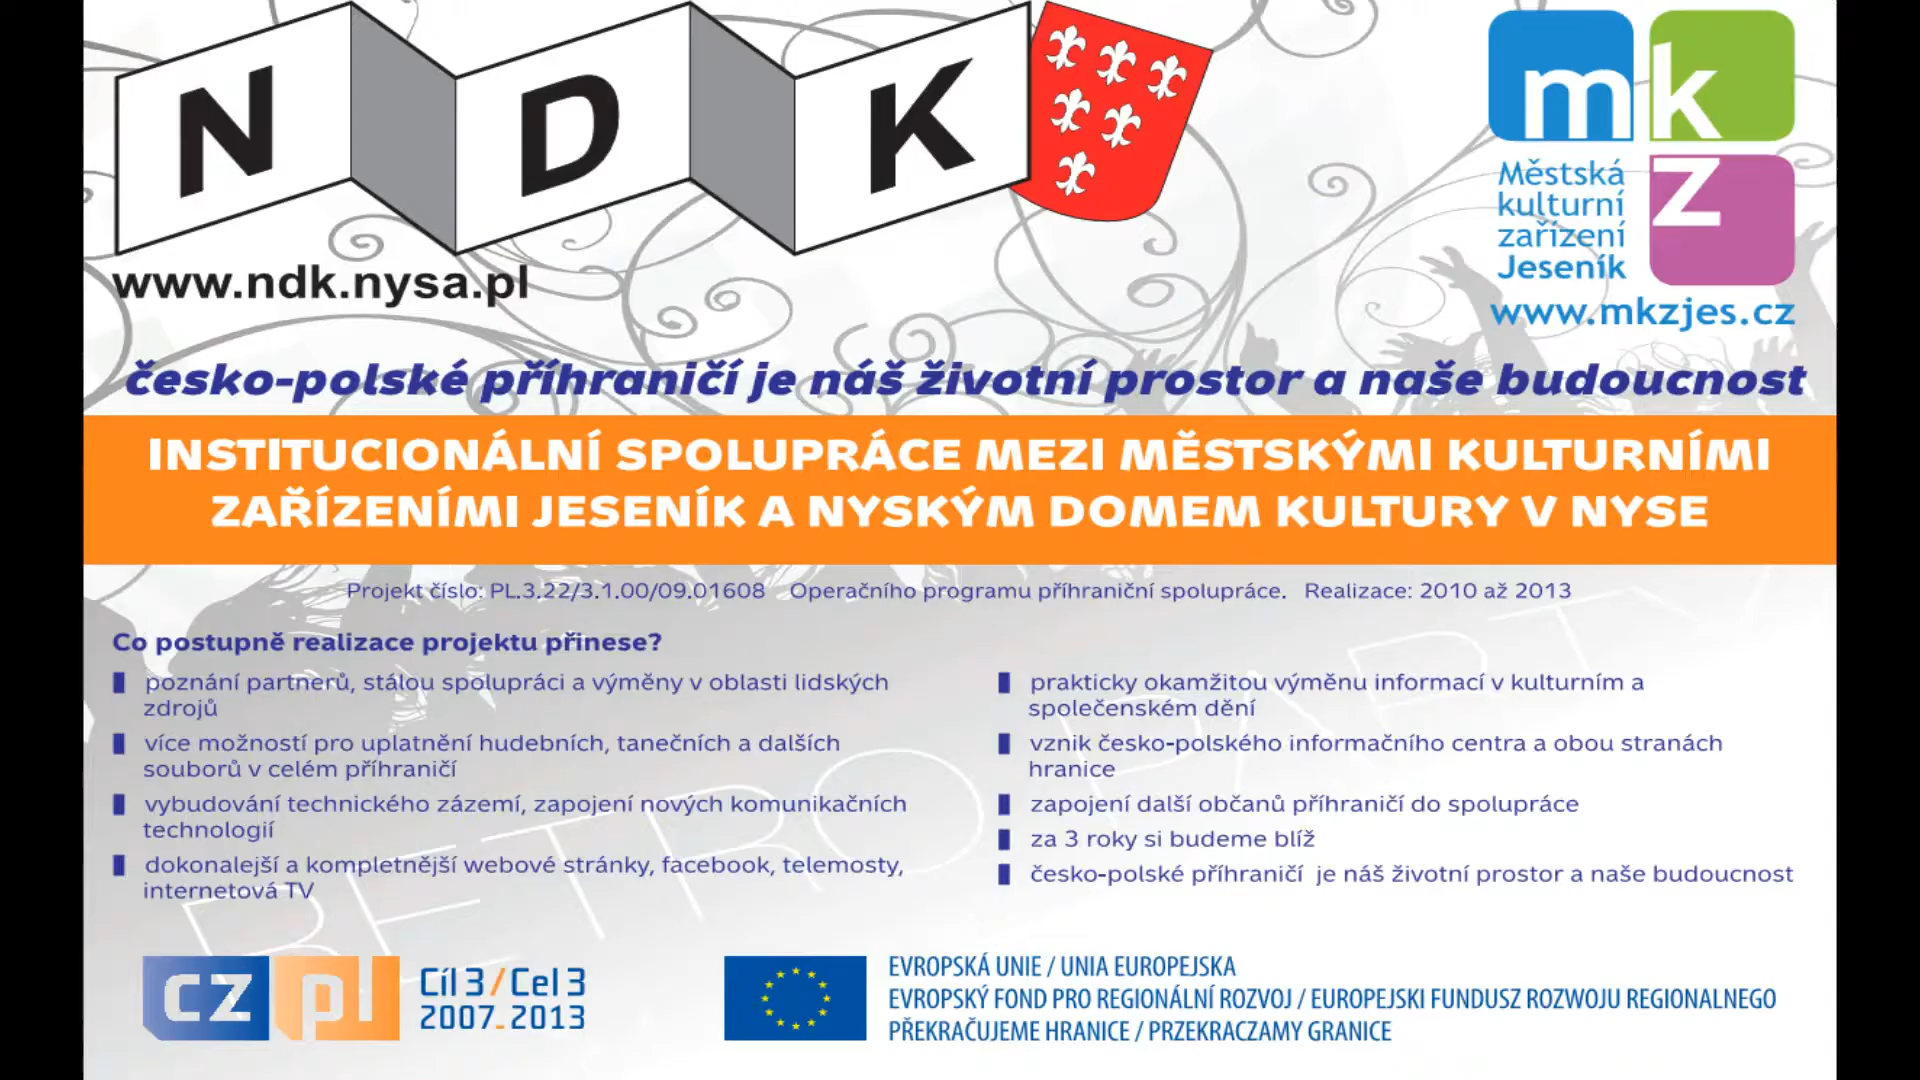 N D K
www.ndk.nysa.pl
mk
z
Městská
kulturní
zařízení
Jeseník
www.mkzjes.cz
česko-polské příhraničí je náš životní prostor a naše budoucnost
INSTITUCIONÁLNÍ SPOLUPRÁCE MEZI MĚSTSKÝMI KULTURNÍMI
ZAŘÍZENÍMI JESENÍK A NYSKÝM DOMEM KULTURY V NYSE
Projekt číslo: PL.3.22/3.1.00/09.01608 Operačního programu příhraniční spolupráce. Realizace: 2010 až 2013
Co postupně realizace projektu přinese?
poznání partnerů, stálou spolupráci a výměny v oblasti lidských
zdrojů
více možností pro uplatnění hudebních, tanečních a dalších
souborů v celém příhraničí
vybudování technického zázemí, zapojení nových komunikačních
technologií
dokonalejší a kompletnější webové stránky, facebook, telemosty,
internetová TV
prakticky okamžitou výměnu informací v kulturním a
společenském dění
vznik česko-polského informačního centra a obou stranách
hranice
zapojení další občanů příhraničí do spolupráce
za 3 roky si budeme blíž
česko-polské příhraničí je náš životní prostor a naše budoucnost
RETRO PARTY
cz pl
Cíl 3 / Cel 3
2007_2013
EVROPSKÁ UNIE / UNIA EUROPEJSKA
EVROPSKÝ FOND PRO REGIONÁLNÍ ROZVOJ / EUROPEJSKI FUNDUSZ ROZWOJU REGIONALNEGO
PŘEKRAČUJEME HRANICE / PRZEKRACZAMY GRANICE